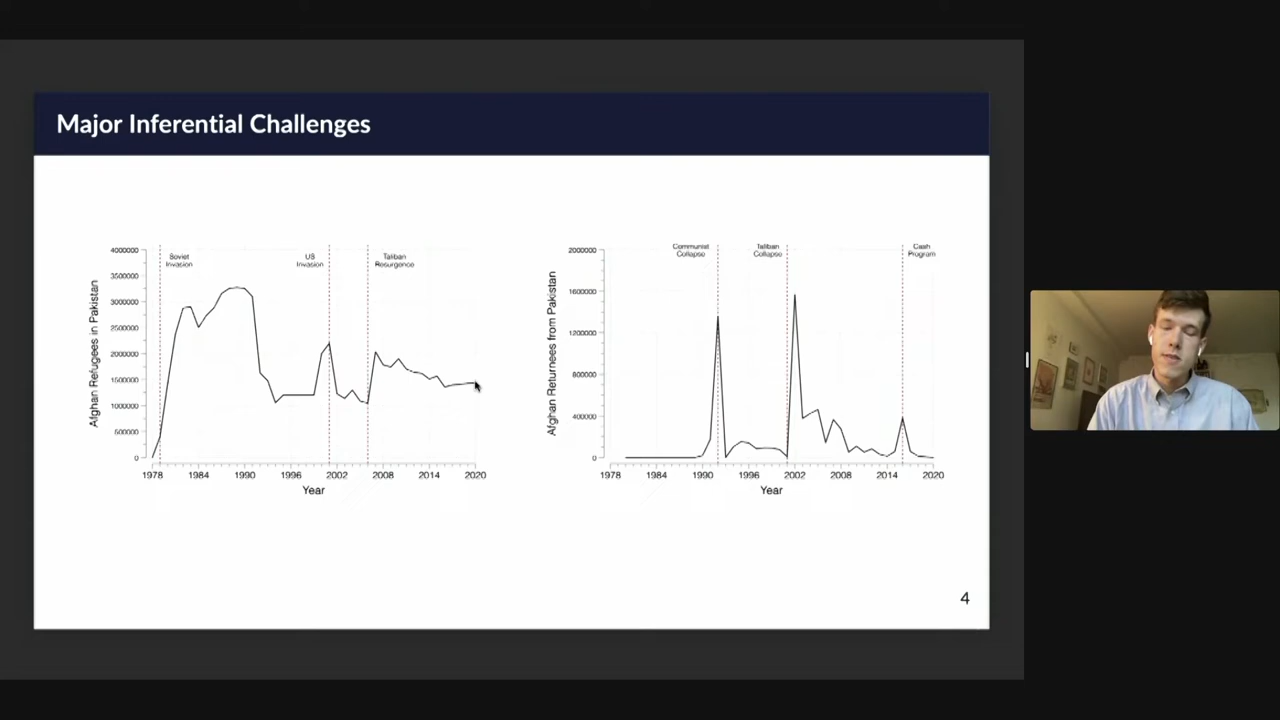 Major Inferential Challenges
Afghan Refugees in Pakistan
4000000
3500000
3000000
2500000
2000000
1500000
1000000
500000
0
Soviet
Invasion
US
Invasion
Taliban
Resurgence
1978 1984 1990 1996 2002 2008 2014 2020
Year
Afghan Returnees from Pakistan
2000000
1600000
1200000
800000
400000
0
Communist
Collapse
Taliban
Collapse
Cash
Program
1978 1984 1990 1996 2002 2008 2014 2020
Year
4